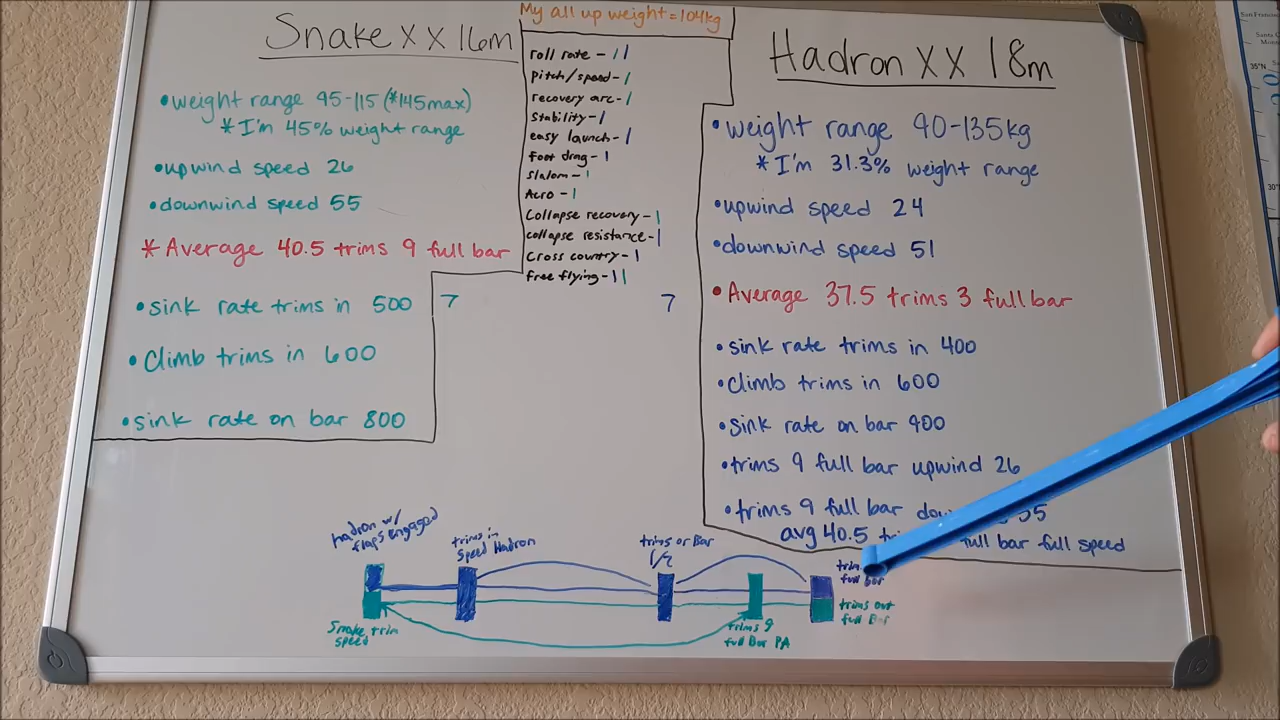 Snake XX 16m
• weight range 95-115 (*145max)
* I'm 45% weight range
• upwind speed 26
• downwind speed 55
* Average 40.5 trims 9 full bar
• sink rate trims in 500
• Climb trims in 600
• sink rate on bar 800
My all up weight = 104kg
roll rate - 11
Pitch/speed - 1
recovery arc - 1
Stability - 1
easy launch - 1
Foot drag - 1
Slalom - 1
Acro - 1
Collapse recovery - 1
collapse resistance - 1
Cross country - 1
free flying - 11
7
7
Hadron XX 18m
• weight range 90-135kg
* I'm 31.3% weight range
• upwind speed 24
• downwind speed 51
• Average 37.5 trims 3 full bar
• sink rate trims in 400
• climb trims in 600
• sink rate on bar 900
• trims 9 full bar upwind 26
• trims 9 full bar 55
avg 40.5 full bar full speed
hadron w/
flaps engaged
trims in
Speed Hadron
trims or Bar
1/2
full bar
Snake trim
speed
trims 9
full Bar PA
trims out
full Bar